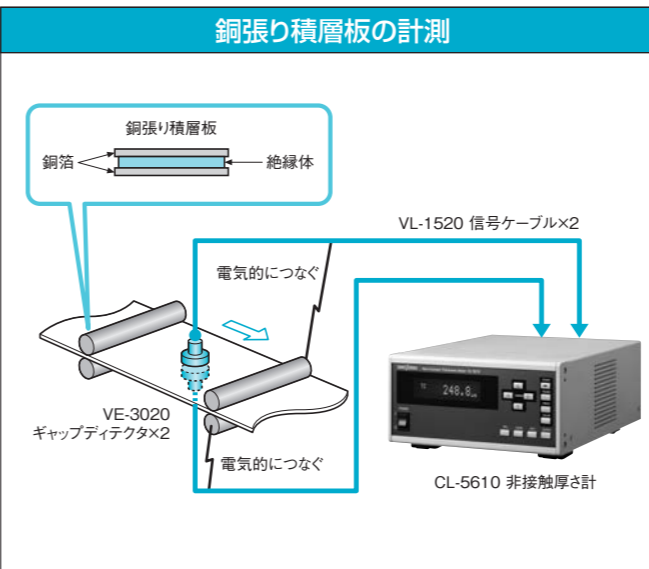 銅張り積層板の計測
銅張り積層板
銅箔
絶縁体
VL-1520 信号ケーブル×2
電気的につなぐ
VE-3020
ギャップディテクタ×2
電気的につなぐ
248.8
CL-5610 非接触厚さ計